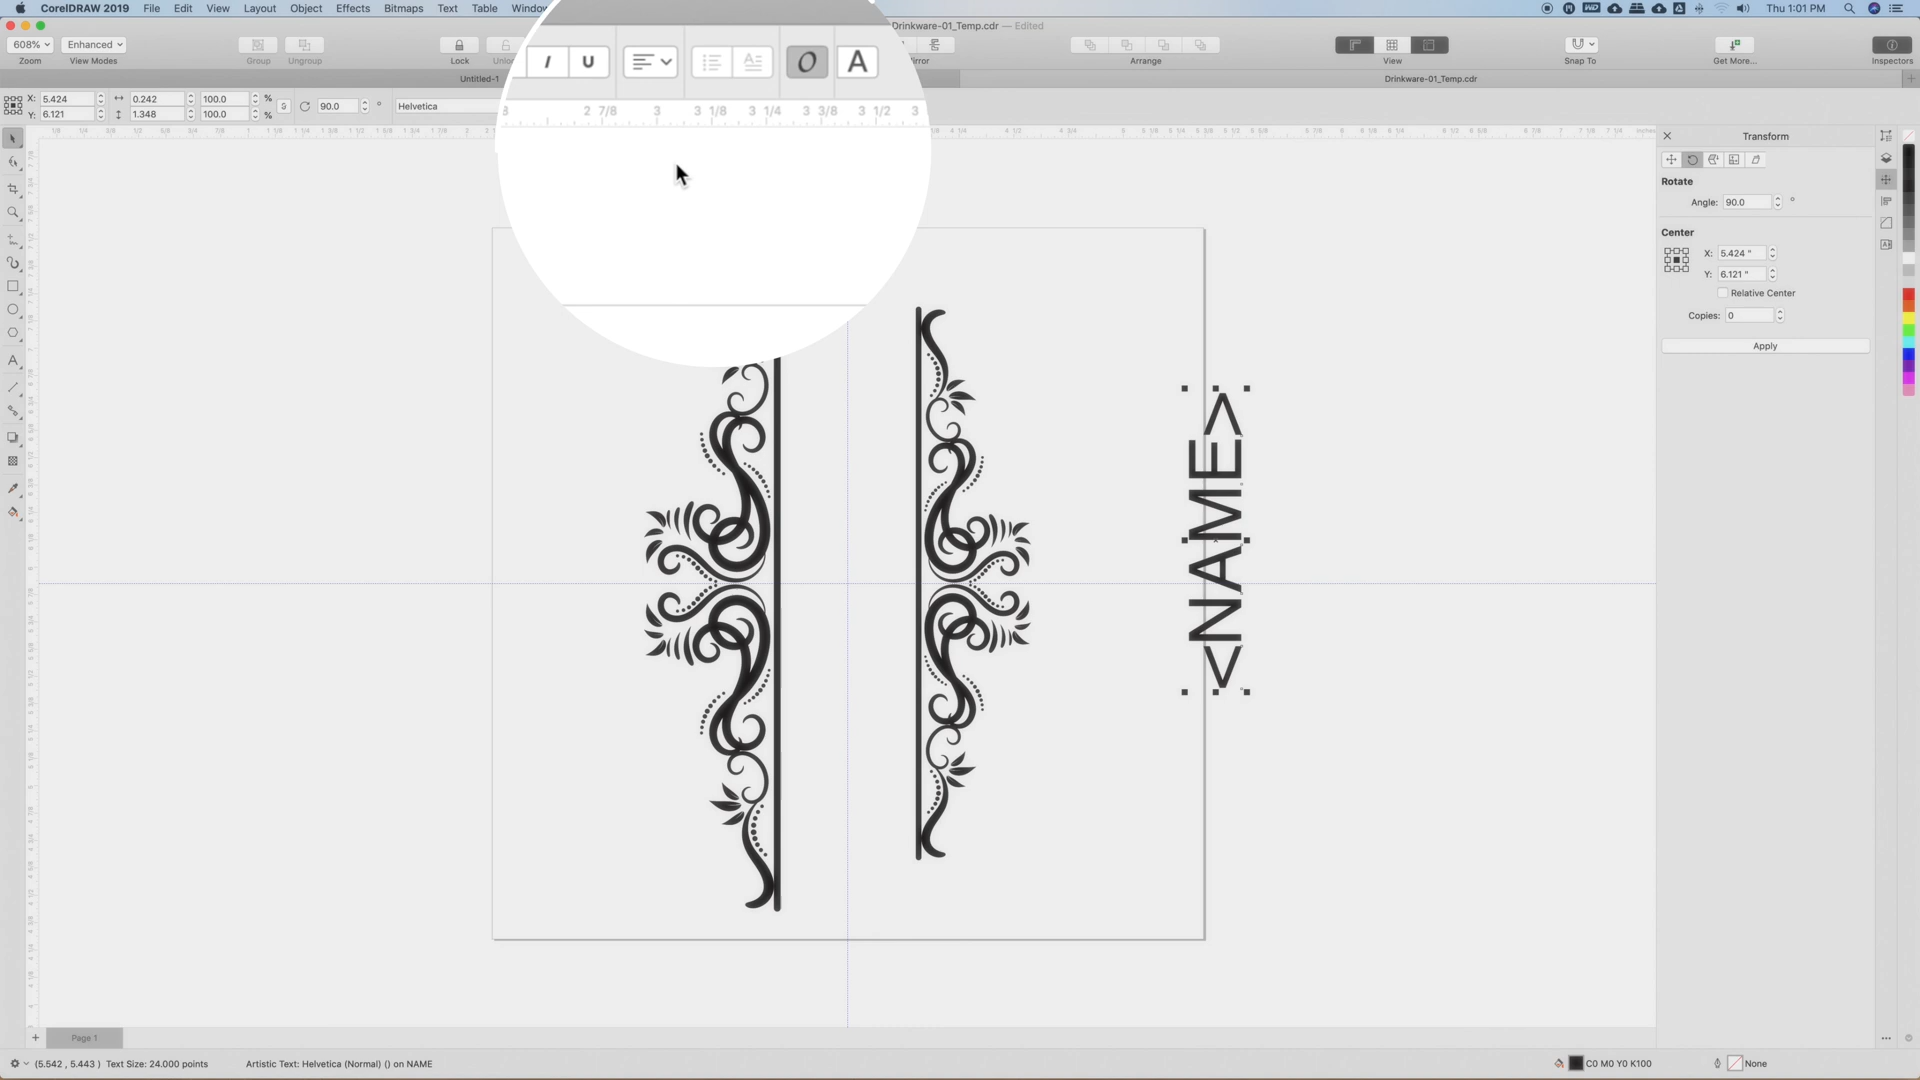 CorelDRAW 2019 File Edit View Layout Object Effects Bitmaps Text Table Window
Thu 1:01 PM
Drinkware-01_Temp.cdr — Edited
608% Enhanced
Zoom View Modes Group Ungroup Lock Arrange View Snap To Get More... Inspectors
Untitled-1 Drinkware-01_Temp.cdr
X: 5.424 0.242 100.0 % 90.0 ° Helvetica
Y: 6.121 1.348 100.0 %
I U O A
2 7/8 3 3 1/8 3 1/4 3 3/8 3 1/2 3
Transform
Rotate
Angle: 90.0 °
Center
X: 5.424 "
Y: 6.121 "
Relative Center
Copies: 0
Apply
<NAME>
Page 1
(5.542 , 5.443 ) Text Size: 24.000 points Artistic Text: Helvetica (Normal) () on NAME C0 M0 Y0 K100 None